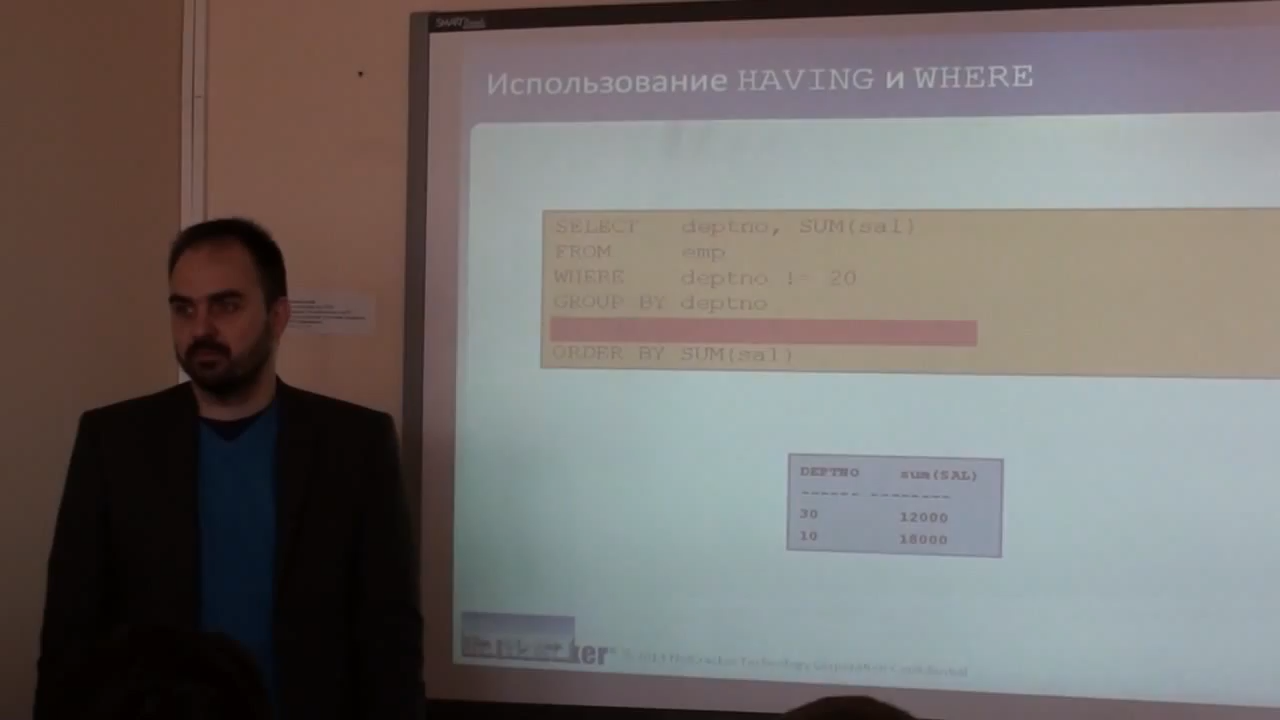 SMART
Использование HAVING и WHERE
SELECT deptno, SUM(sal)
FROM emp
WHERE deptno != 20
GROUP BY deptno
ORDER BY SUM(sal)
DEPTNO sum(SAL)
------ --------
30 12000
10 18000